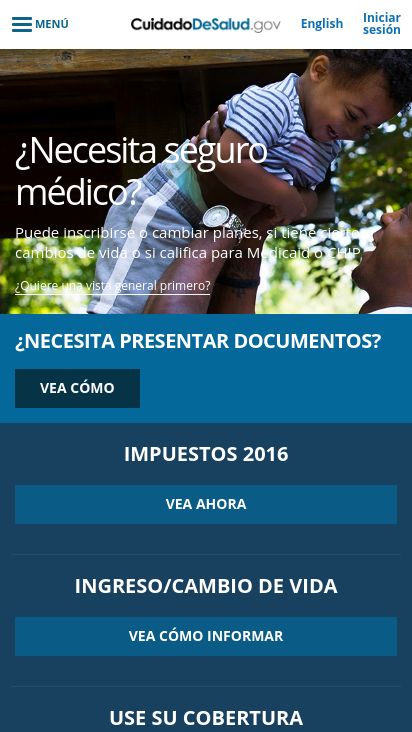 MENÚ
CuidadoDeSalud.gov
English
Iniciar
sesión
¿Necesita seguro
médico?
Puede inscribirse o cambiar planes, si tiene ciertos
cambios de vida o si califica para Medicaid o CHIP.
¿Quiere una vista general primero?
¿NECESITA PRESENTAR DOCUMENTOS?
VEA CÓMO
IMPUESTOS 2016
VEA AHORA
INGRESO/CAMBIO DE VIDA
VEA CÓMO INFORMAR
USE SU COBERTURA